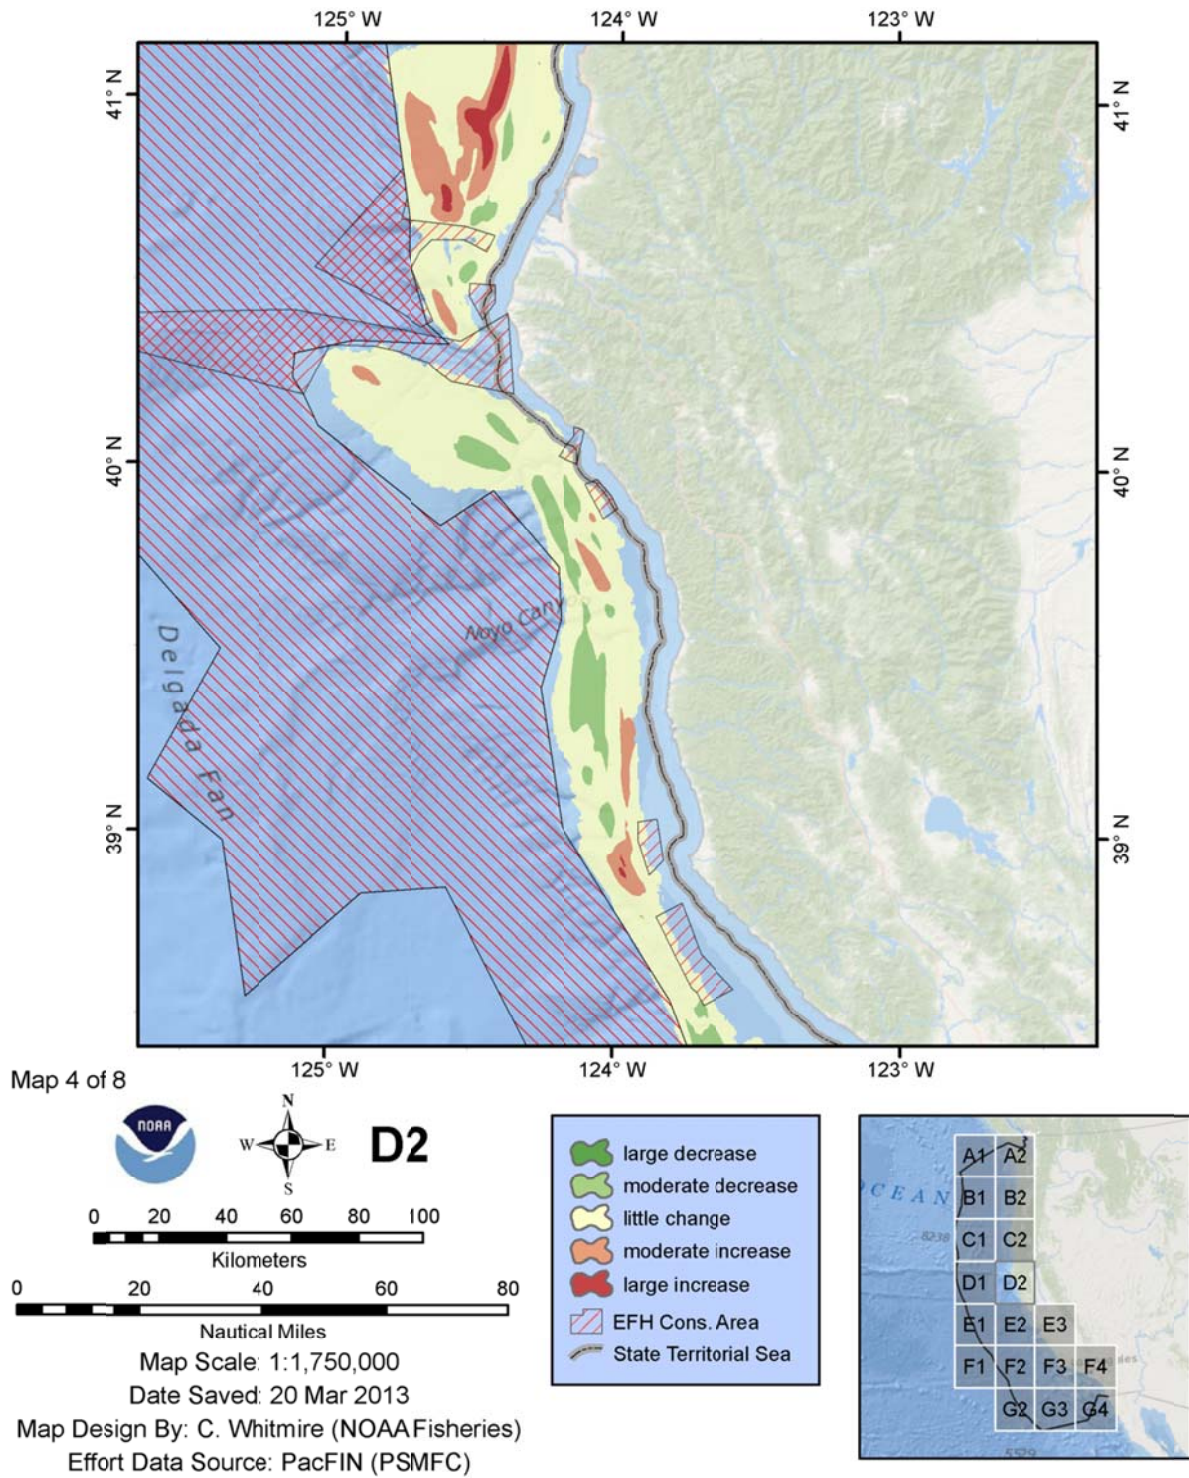 125° W 124° W 123° W
41° N 41° N
40° N 40° N
Noyo Cany
Delgada Fan
39° N 39° N
125° W 124° W 123° W
Map 4 of 8
NOAA
N
W E
S
D2
0 20 40 60 80 100
Kilometers
0 20 40 60 80
Nautical Miles
Map Scale: 1:1,750,000
Date Saved: 20 Mar 2013
Map Design By: C. Whitmire (NOAA Fisheries)
Effort Data Source: PacFIN (PSMFC)
large decrease
moderate decrease
little change
moderate increase
large increase
EFH Cons. Area
State Territorial Sea
A1 A2
OCEAN B1 B2
8238 C1 C2
D1 D2
E1 E2 E3
F1 F2 F3 F4
G2 G3 G4
5529